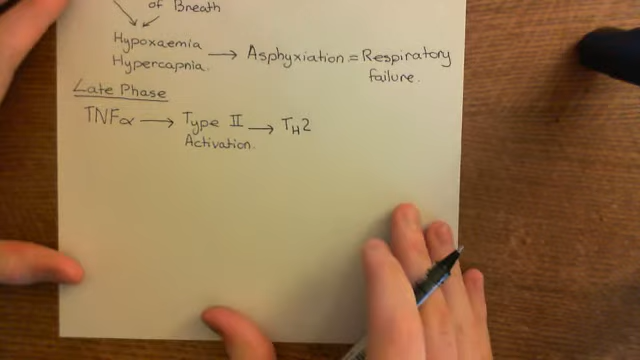 of Breath
Hypoxaemia → Asphyxiation = Respiratory
Hypercapnia. failure.
Late Phase
TNFα → Type II → TH2
Activation.